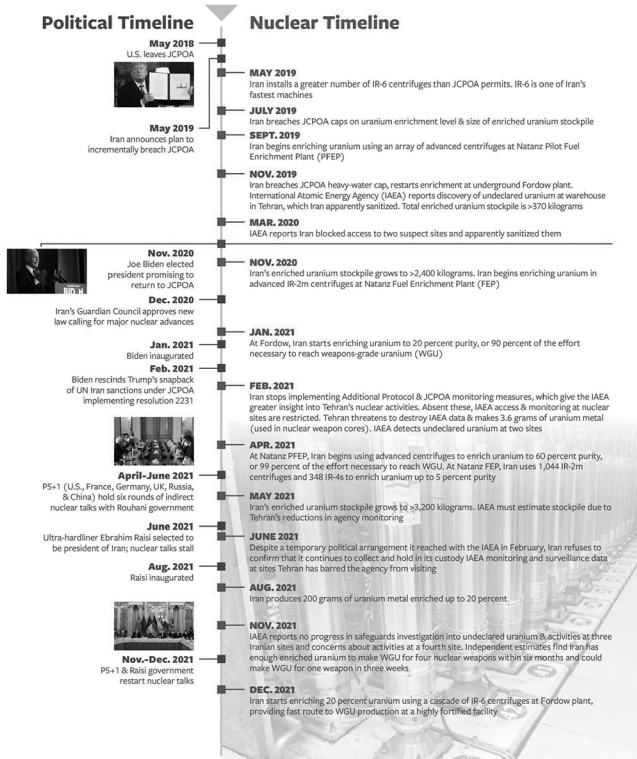 Political Timeline
May 2018
U.S. leaves JCPOA
May 2019
Iran announces plan to
incrementally breach JCPOA
Nov. 2020
Joe Biden elected
president promising to
return to JCPOA
Dec. 2020
Iran's Guardian Council approves new
law calling for major nuclear advances
Jan. 2021
Biden inaugurated
Feb. 2021
Biden rescinds Trump's snapback
of UN Iran sanctions under JCPOA
implementing resolution 2231
April–June 2021
P5+1 (U.S., France, Germany, UK, Russia,
& China) hold six rounds of indirect
nuclear talks with Rouhani government
June 2021
Ultra-hardliner Ebrahim Raisi selected to
be president of Iran; nuclear talks stall
Aug. 2021
Raisi inaugurated
Nov.-Dec. 2021
P5+1 & Raisi government
restart nuclear talks
Nuclear Timeline
MAY 2019
Iran installs a greater number of IR-6 centrifuges than JCPOA permits. IR-6 is one of Iran's
fastest machines
JULY 2019
Iran breaches JCPOA caps on uranium enrichment level & size of enriched uranium stockpile
SEPT. 2019
Iran begins enriching uranium using an array of advanced centrifuges at Natanz Pilot Fuel
Enrichment Plant (PFEP)
NOV. 2019
Iran breaches JCPOA heavy-water cap, restarts enrichment at underground Fordow plant.
International Atomic Energy Agency (IAEA) reports discovery of undeclared uranium at warehouse
in Tehran, which Iran apparently sanitized. Total enriched uranium stockpile is >370 kilograms
MAR. 2020
IAEA reports Iran blocked access to two suspect sites and apparently sanitized them
NOV. 2020
Iran's enriched uranium stockpile grows to >2,400 kilograms. Iran begins enriching uranium in
advanced IR-2m centrifuges at Natanz Fuel Enrichment Plant (FEP)
JAN. 2021
At Fordow, Iran starts enriching uranium to 20 percent purity, or 90 percent of the effort
necessary to reach weapons-grade uranium (WGU)
FEB. 2021
Iran stops implementing Additional Protocol & JCPOA monitoring measures, which give the IAEA
greater insight into Tehran's nuclear activities. Absent these, IAEA access & monitoring at nuclear
sites are restricted. Tehran threatens to destroy IAEA data & makes 3.6 grams of uranium metal
(used in nuclear weapon cores). IAEA detects undeclared uranium at two sites
APR. 2021
At Natanz PFEP, Iran begins using advanced centrifuges to enrich uranium to 60 percent purity,
or 99 percent of the effort necessary to reach WGU. At Natanz FEP, Iran uses 1,044 IR-2m
centrifuges and 348 IR-4s to enrich uranium up to 5 percent purity
MAY 2021
Iran's enriched uranium stockpile grows to >3,200 kilograms. IAEA must estimate stockpile due to
Tehran's reductions in agency monitoring
JUNE 2021
Despite a temporary political arrangement it reached with the IAEA in February, Iran refuses to
confirm that it continues to collect and hold in its custody IAEA monitoring and surveillance data
at sites Tehran has barred the agency from visiting
AUG. 2021
Iran produces 200 grams of uranium metal enriched up to 20 percent
NOV. 2021
IAEA reports no progress in safeguards investigation into undeclared uranium & activities at three
Iranian sites and concerns about activities at a fourth site. Independent estimates find Iran has
enough enriched uranium to make WGU for four nuclear weapons within six months and could
make WGU for one weapon in three weeks
DEC. 2021
Iran starts enriching 20 percent uranium using a cascade of IR-6 centrifuges at Fordow plant,
providing fast route to WGU production at a highly fortified facility